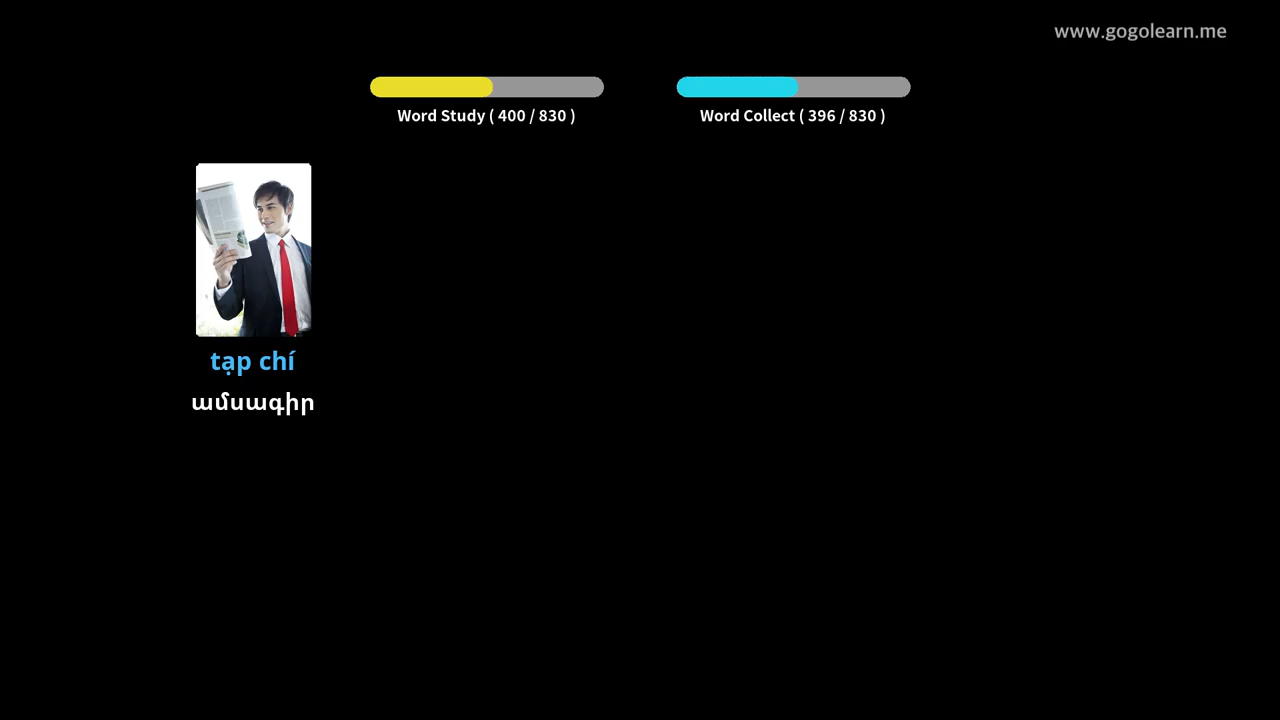 www.gogolearn.me
Word Study ( 400 / 830 )
Word Collect ( 396 / 830 )
tạp chí
ամսագիր